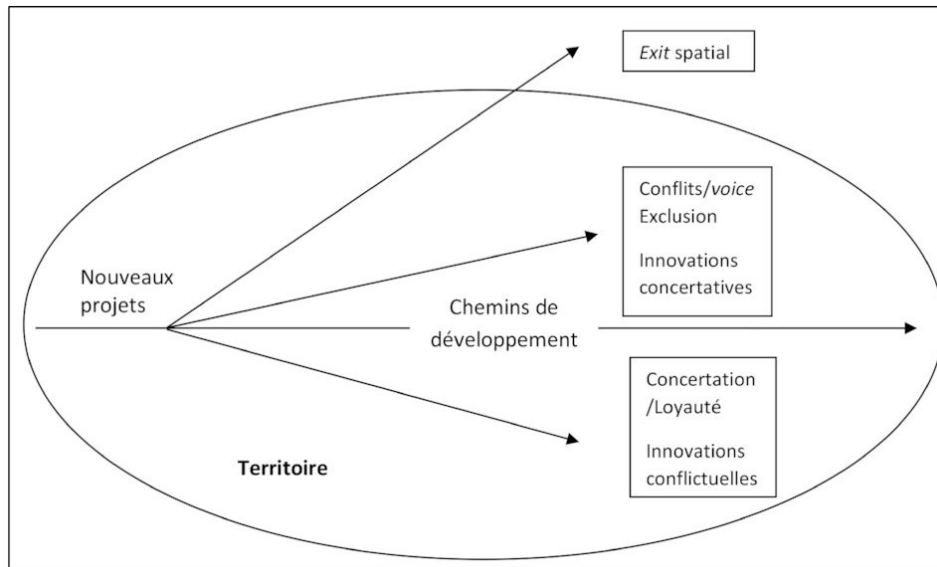 Exit spatial
Conflits/voice
Exclusion
Innovations
concertatives
Nouveaux
projets
Chemins de
développement
Concertation
/Loyauté
Innovations
conflictuelles
Territoire